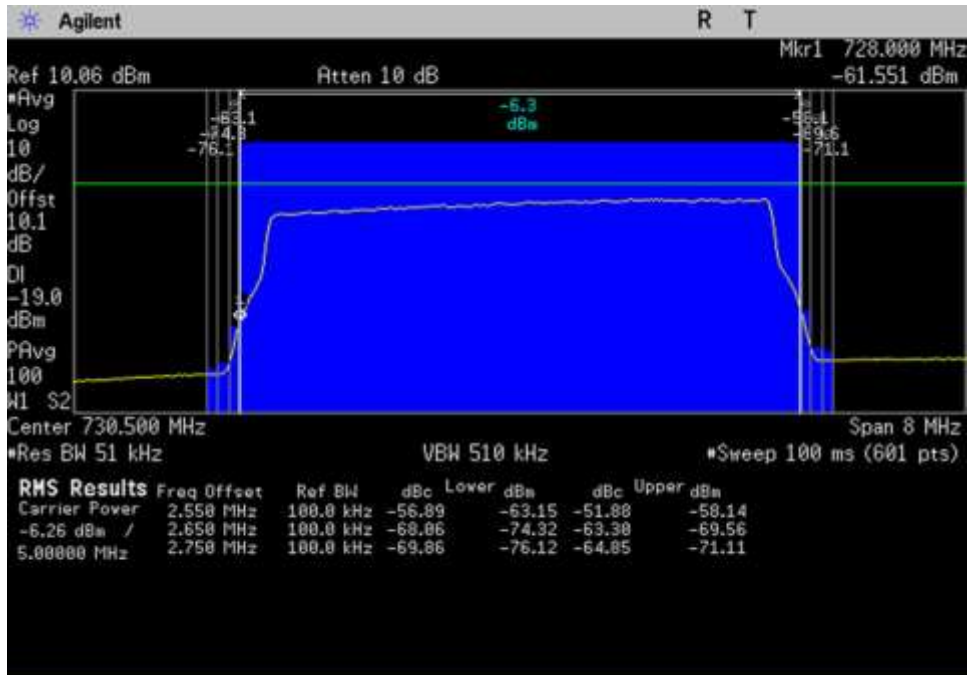 Agilent R T
Mkr1 728.000 MHz
Ref 10.06 dBm Atten 10 dB -61.551 dBm
#Avg
Log
10
dB/
Offst
10.1
dB
DI
-19.0
dBm
PAvg
100
W1 S2
-6.3
dBm
-76.1
-71.1
Center 730.500 MHz Span 8 MHz
#Res BW 51 kHz VBW 510 kHz #Sweep 100 ms (601 pts)
RMS Results Freq Offset Ref BW dBc Lower dBm dBc Upper dBm
Carrier Power 2.550 MHz 100.0 kHz -56.89 -63.15 -51.88 -58.14
-6.26 dBm / 2.650 MHz 100.0 kHz -68.06 -74.32 -63.30 -69.56
5.00000 MHz 2.750 MHz 100.0 kHz -69.86 -76.12 -64.85 -71.11